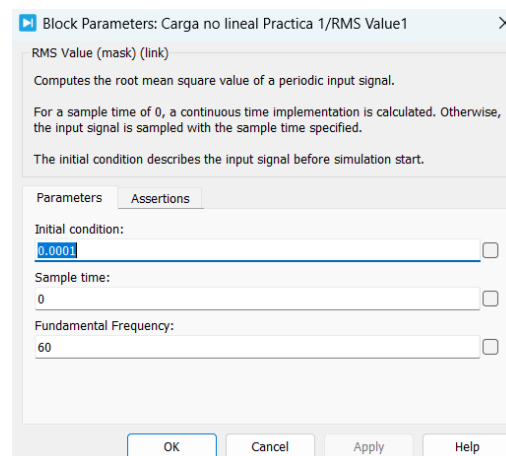 Block Parameters: Carga no lineal Practica 1/RMS Value1
RMS Value (mask) (link)
Computes the root mean square value of a periodic input signal.
For a sample time of 0, a continuous time implementation is calculated. Otherwise,
the input signal is sampled with the sample time specified.
The initial condition describes the input signal before simulation start.
Parameters Assertions
Initial condition:
0.0001
Sample time:
0
Fundamental Frequency:
60
OK Cancel Apply Help